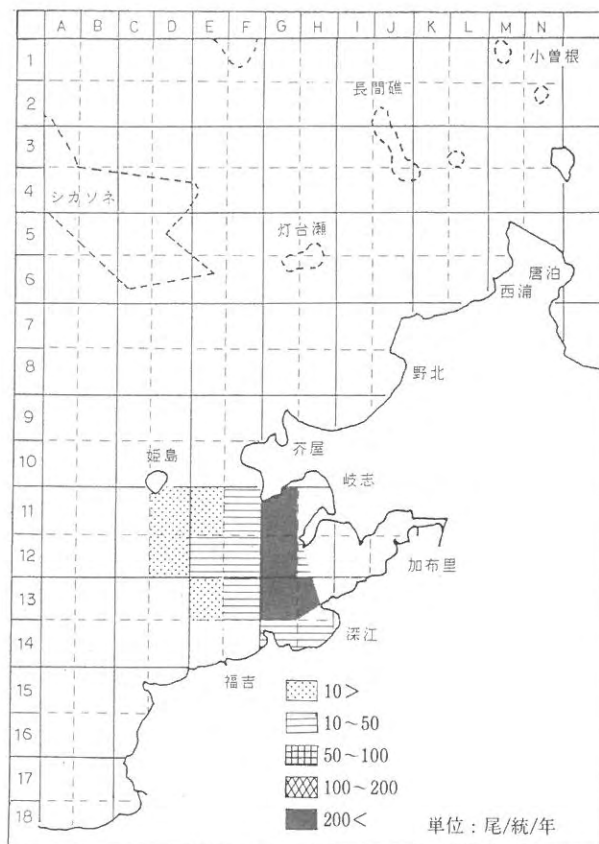 A B C D E F G H I J K L M N
1 小曽根
長間礁
2
3
4 シカソネ
5 灯台瀬
唐泊
6 西浦
7
8 野北
9
芥屋
10 姫島
岐志
11
12 加布里
13
14 深江
福吉
15 10>
16 10~50
50~100
17 100~200
18 200< 単位：尾/統/年